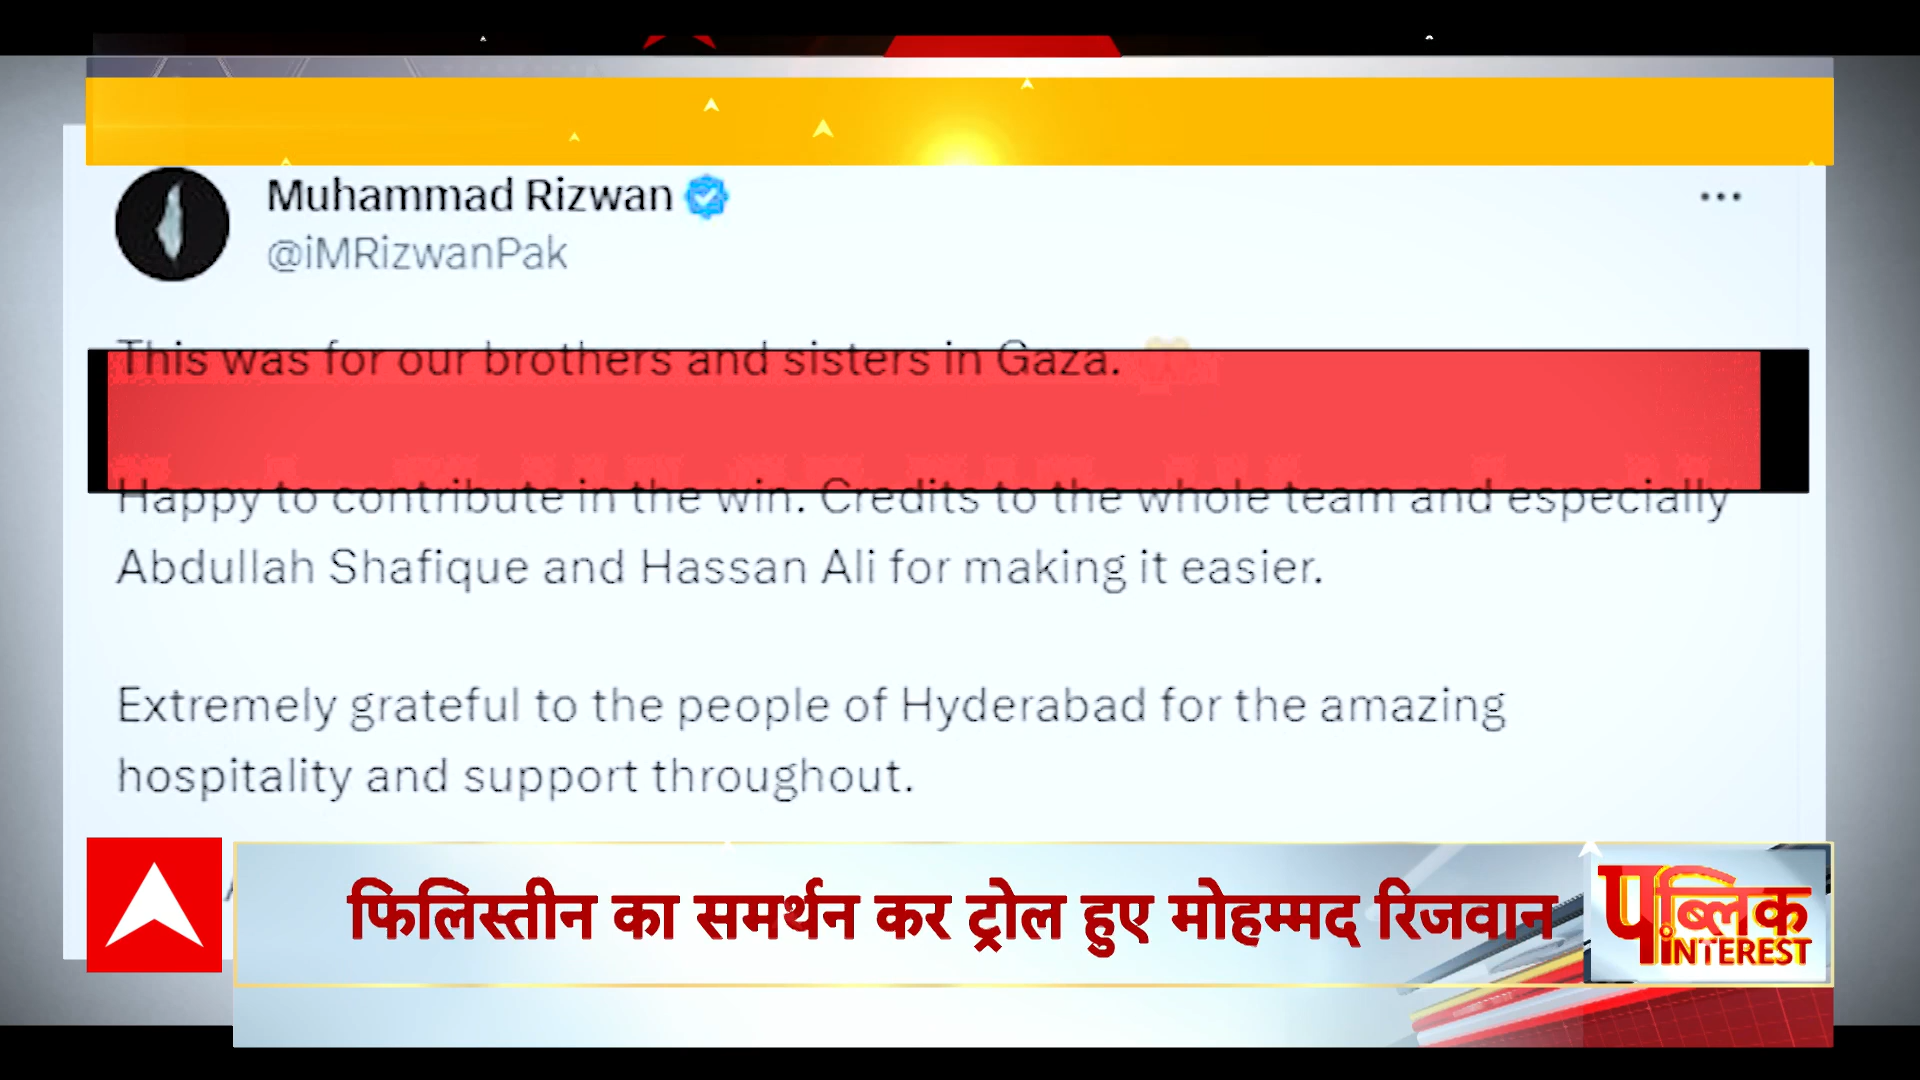 Muhammad Rizwan
@iMRizwanPak
...
This was for our brothers and sisters in Gaza.
Happy to contribute in the win. Credits to the whole team and especially
Abdullah Shafique and Hassan Ali for making it easier.
Extremely grateful to the people of Hyderabad for the amazing
hospitality and support throughout.
फिलिस्तीन का समर्थन कर ट्रोल हुए मोहम्मद रिजवान
पब्लिक
INTEREST